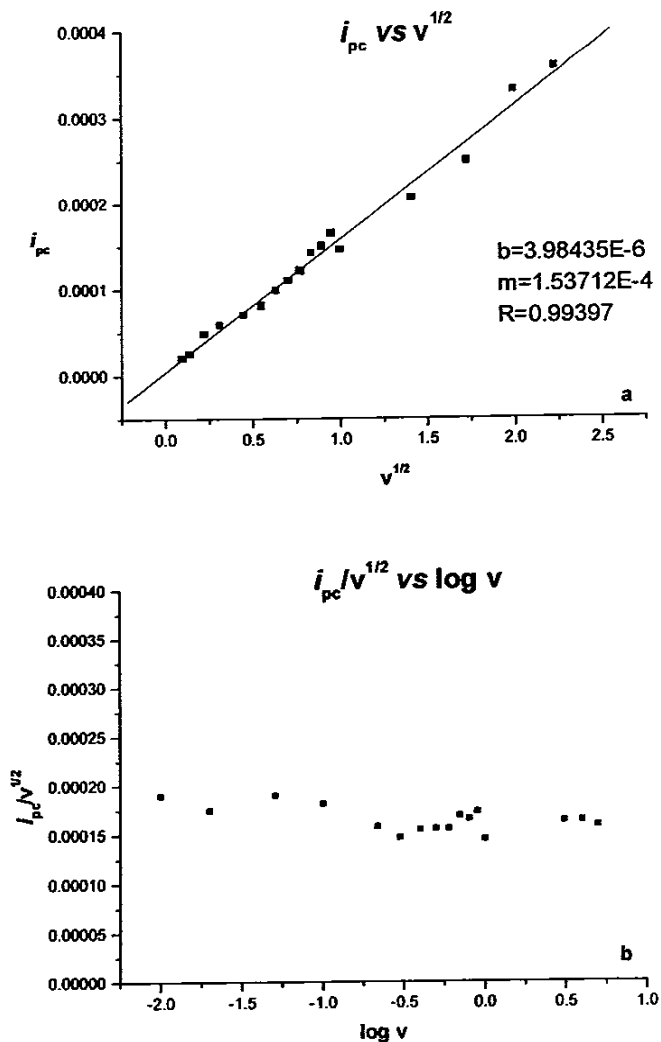 i_pc vs v^1/2
0.0004
0.0003
0.0002
0.0001
0.0000
i_pc
b=3.98435E-6
m=1.53712E-4
R=0.99397
a
0.0 0.5 1.0 1.5 2.0 2.5
v^1/2
i_pc/v^1/2 vs log v
0.00040
0.00035
0.00030
0.00025
0.00020
0.00015
0.00010
0.00005
0.00000
i_pc/v^1/2
b
-2.0 -1.5 -1.0 -0.5 0.0 0.5 1.0
log v